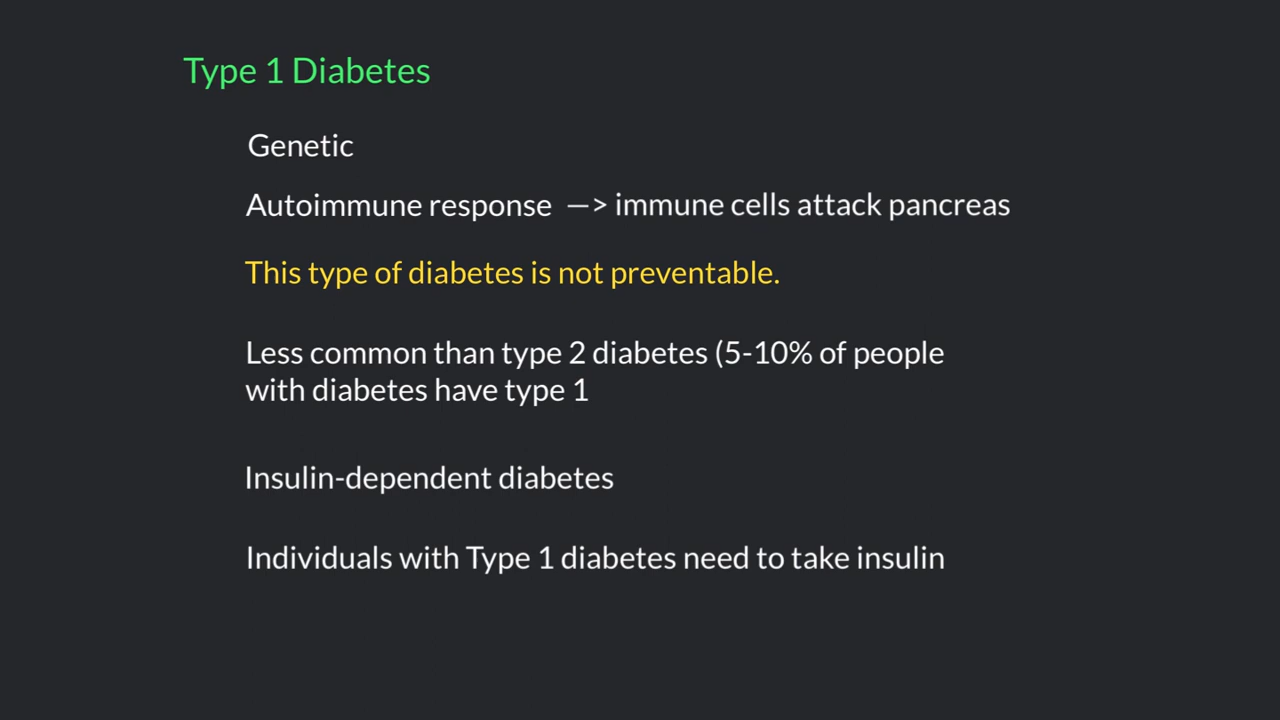 Type 1 Diabetes
Genetic
Autoimmune response —> immune cells attack pancreas
This type of diabetes is not preventable.
Less common than type 2 diabetes (5-10% of people
with diabetes have type 1
Insulin-dependent diabetes
Individuals with Type 1 diabetes need to take insulin